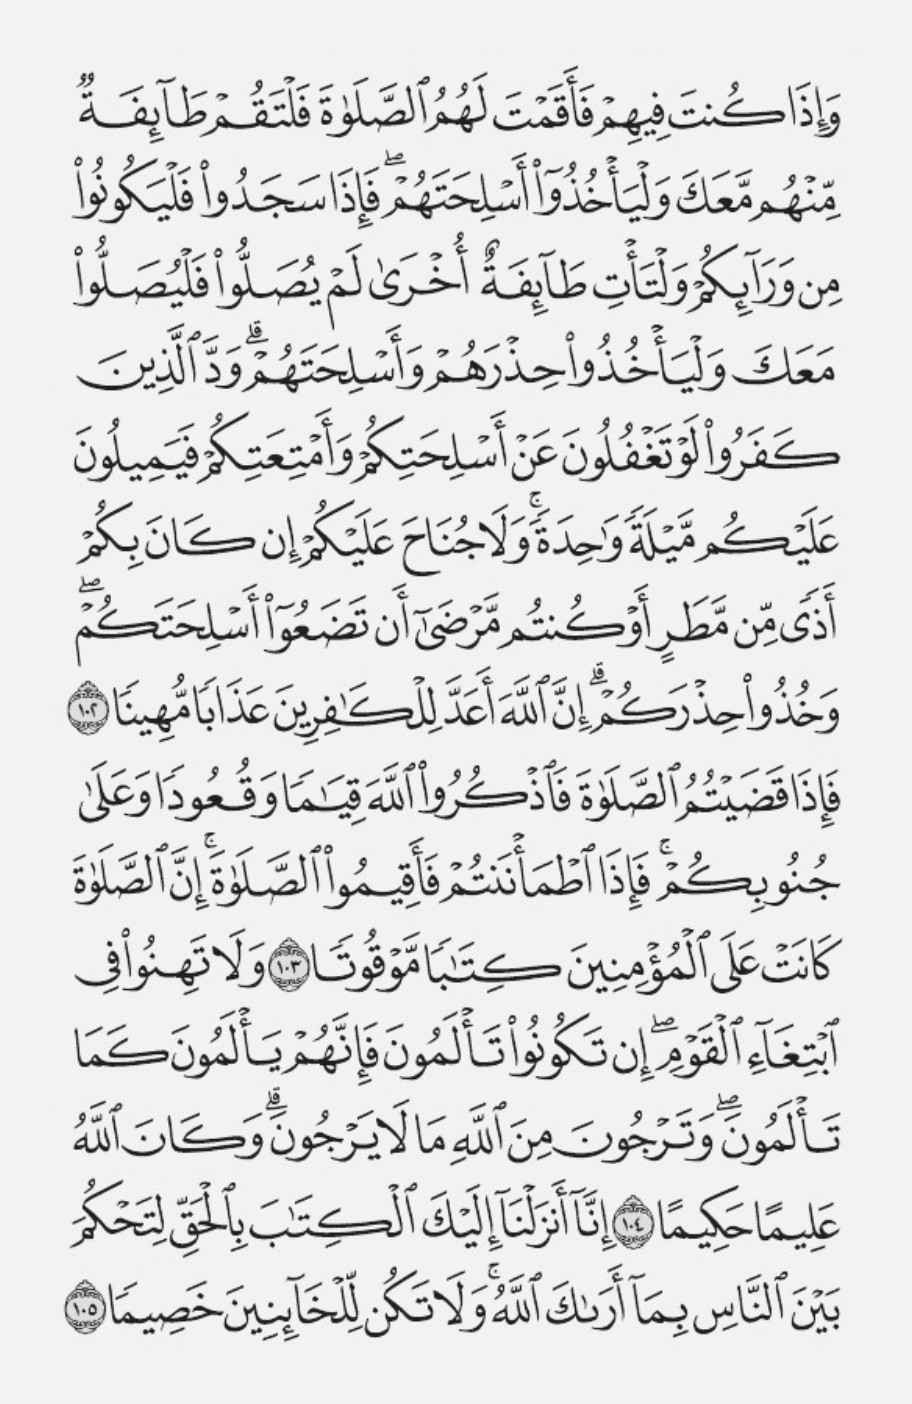 وَإِذَا كُنتَ فِيهِمْ فَأَقَمْتَ لَهُمُ ٱلصَّلَوٰةَ فَلْتَقُمْ طَآئِفَةٌ
مِّنْهُم مَّعَكَ وَلْيَأْخُذُوٓا۟ أَسْلِحَتَهُمْ ۖ فَإِذَا سَجَدُوا۟ فَلْيَكُونُوا۟
مِن وَرَآئِكُمْ وَلْتَأْتِ طَآئِفَةٌ أُخْرَىٰ لَمْ يُصَلُّوا۟ فَلْيُصَلُّوا۟
مَعَكَ وَلْيَأْخُذُوا۟ حِذْرَهُمْ وَأَسْلِحَتَهُمْ ۗ وَدَّ ٱلَّذِينَ
كَفَرُوا۟ لَوْ تَغْفُلُونَ عَنْ أَسْلِحَتِكُمْ وَأَمْتِعَتِكُمْ فَيَمِيلُونَ
عَلَيْكُم مَّيْلَةً وَٰحِدَةً ۚ وَلَا جُنَاحَ عَلَيْكُمْ إِن كَانَ بِكُمْ
أَذًى مِّن مَّطَرٍ أَوْ كُنتُم مَّرْضَىٰٓ أَن تَضَعُوٓا۟ أَسْلِحَتَكُمْ ۖ
وَخُذُوا۟ حِذْرَكُمْ ۗ إِنَّ ٱللَّهَ أَعَدَّ لِلْكَٰفِرِينَ عَذَابًا مُّهِينًا ١٠٢
فَإِذَا قَضَيْتُمُ ٱلصَّلَوٰةَ فَٱذْكُرُوا۟ ٱللَّهَ قِيَٰمًا وَقُعُودًا وَعَلَىٰ
جُنُوبِكُمْ ۚ فَإِذَا ٱطْمَأْنَنتُمْ فَأَقِيمُوا۟ ٱلصَّلَوٰةَ ۚ إِنَّ ٱلصَّلَوٰةَ
كَانَتْ عَلَى ٱلْمُؤْمِنِينَ كِتَٰبًا مَّوْقُوتًا ١٠٣ وَلَا تَهِنُوا۟ فِى
ٱبْتِغَآءِ ٱلْقَوْمِ ۖ إِن تَكُونُوا۟ تَأْلَمُونَ فَإِنَّهُمْ يَأْلَمُونَ كَمَا
تَأْلَمُونَ ۖ وَتَرْجُونَ مِنَ ٱللَّهِ مَا لَا يَرْجُونَ ۗ وَكَانَ ٱللَّهُ
عَلِيمًا حَكِيمًا ١٠٤ إِنَّآ أَنزَلْنَآ إِلَيْكَ ٱلْكِتَٰبَ بِٱلْحَقِّ لِتَحْكُمَ
بَيْنَ ٱلنَّاسِ بِمَآ أَرَىٰكَ ٱللَّهُ ۚ وَلَا تَكُن لِّلْخَآئِنِينَ خَصِيمًا ١٠٥